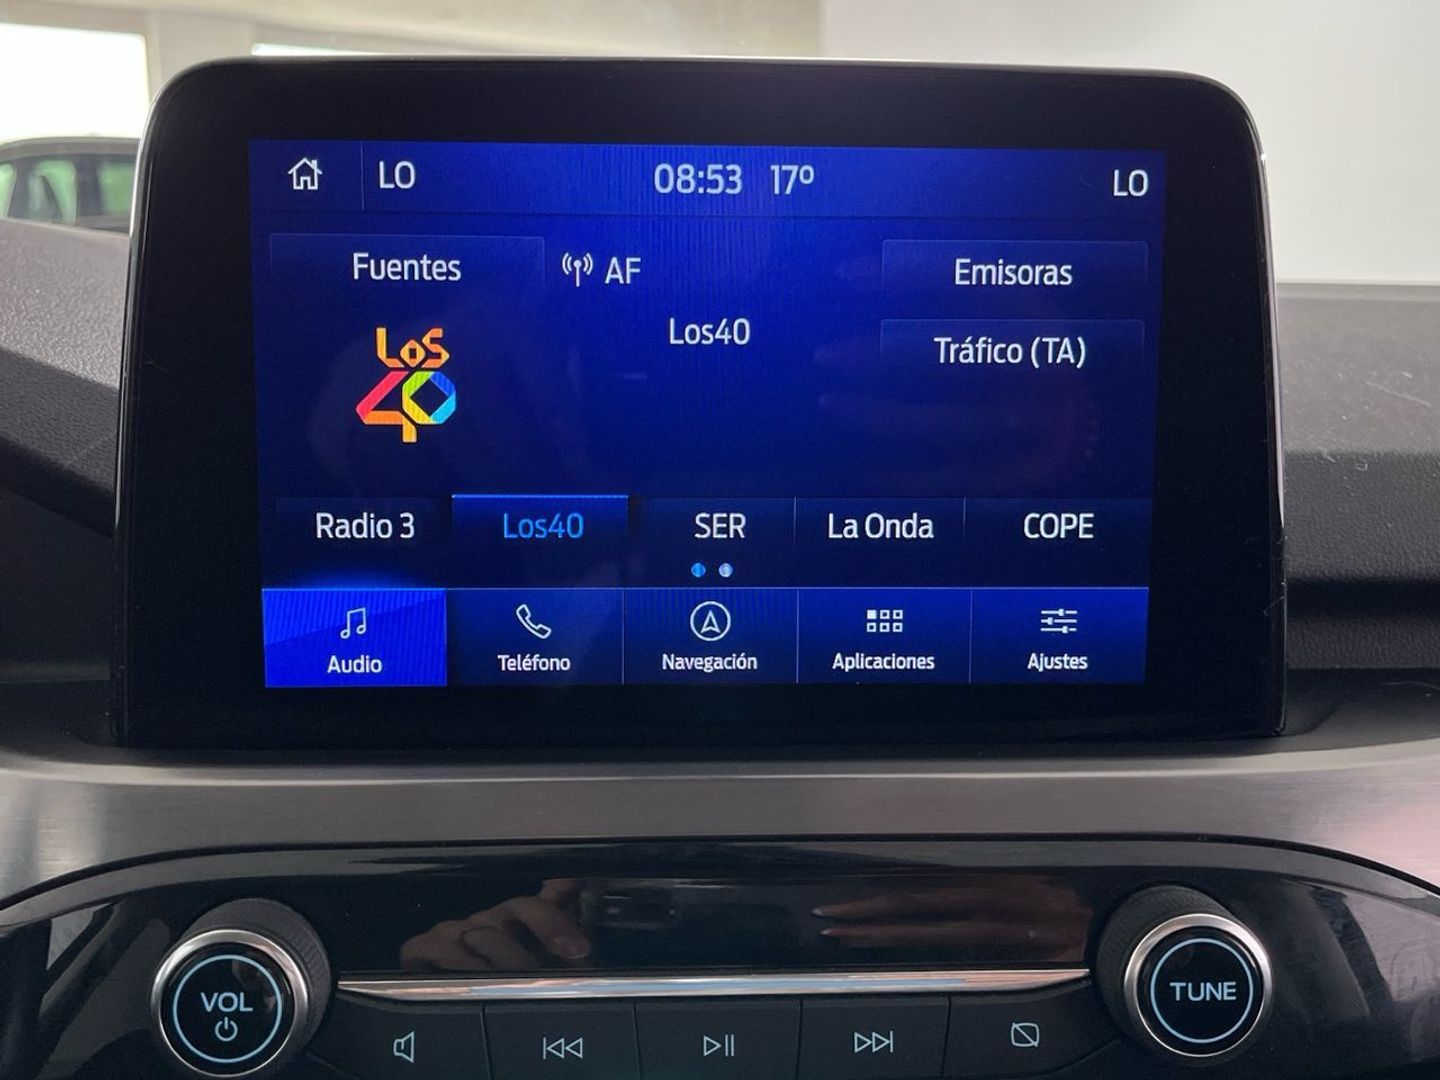 LO 08:53 17º LO
Fuentes AF Emisoras
Los40
Tráfico (TA)
LOS
40
Radio 3 Los40 SER La Onda COPE
Audio Teléfono Navegación Aplicaciones Ajustes
VOL TUNE